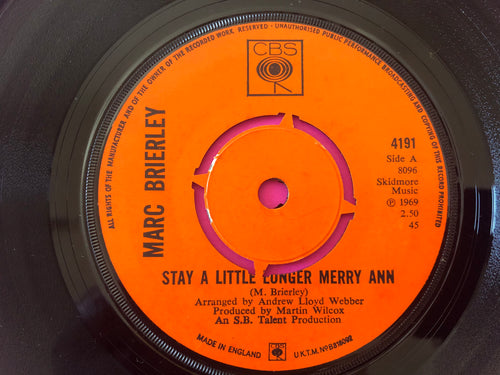 ALL RIGHTS OF THE MANUFACTURER AND OF THE OWNER OF THE RECORDED WORK RESERVED - UNAUTHORISED PUBLIC PERFORMANCE BROADCASTING AND COPYING OF THIS RECORD PROHIBITED
CBS
MARC BRIERLEY
4191
Side A
8096
Skidmore
Music
℗ 1969
2.50
45
STAY A LITTLE LONGER MERRY ANN
(M. Brierley)
Arranged by Andrew Lloyd Webber
Produced by Martin Wilcox
An S.B. Talent Production
MADE IN ENGLAND
CBS
U.K.T.M. Nº B818092